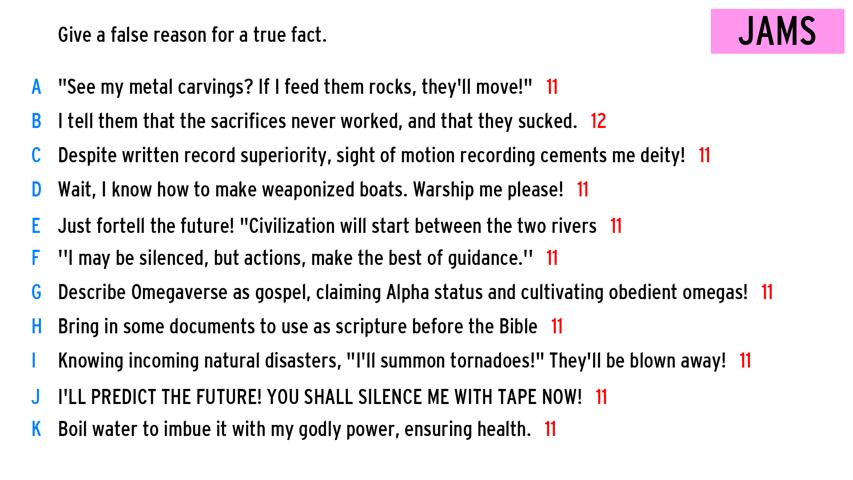 Give a false reason for a true fact.
JAMS
A "See my metal carvings? If I feed them rocks, they'll move!" 11
B I tell them that the sacrifices never worked, and that they sucked. 12
C Despite written record superiority, sight of motion recording cements me deity! 11
D Wait, I know how to make weaponized boats. Warship me please! 11
E Just fortell the future! "Civilization will start between the two rivers 11
F ''I may be silenced, but actions, make the best of guidance.'' 11
G Describe Omegaverse as gospel, claiming Alpha status and cultivating obedient omegas! 11
H Bring in some documents to use as scripture before the Bible 11
I Knowing incoming natural disasters, "I'll summon tornadoes!" They'll be blown away! 11
J I'LL PREDICT THE FUTURE! YOU SHALL SILENCE ME WITH TAPE NOW! 11
K Boil water to imbue it with my godly power, ensuring health. 11